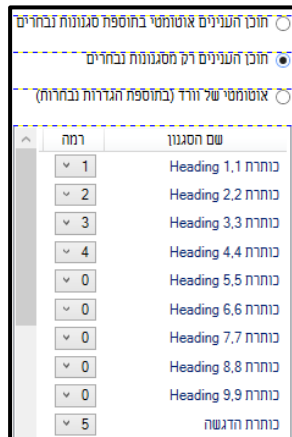 תוכן הענינים אוטומטי בתוספת סגנונות נבחרים
תוכן הענינים רק מסגנונות נבחרים
אוטומטי של וורד (בתוספת הגדרות נבחרות)
שם הסגנון רמה
כותרת 1,Heading 1 1
כותרת 2,Heading 2 2
כותרת 3,Heading 3 3
כותרת 4,Heading 4 4
כותרת 5,Heading 5 0
כותרת 6,Heading 6 0
כותרת 7,Heading 7 0
כותרת 8,Heading 8 0
כותרת 9,Heading 9 0
כותרת הדגשה 5